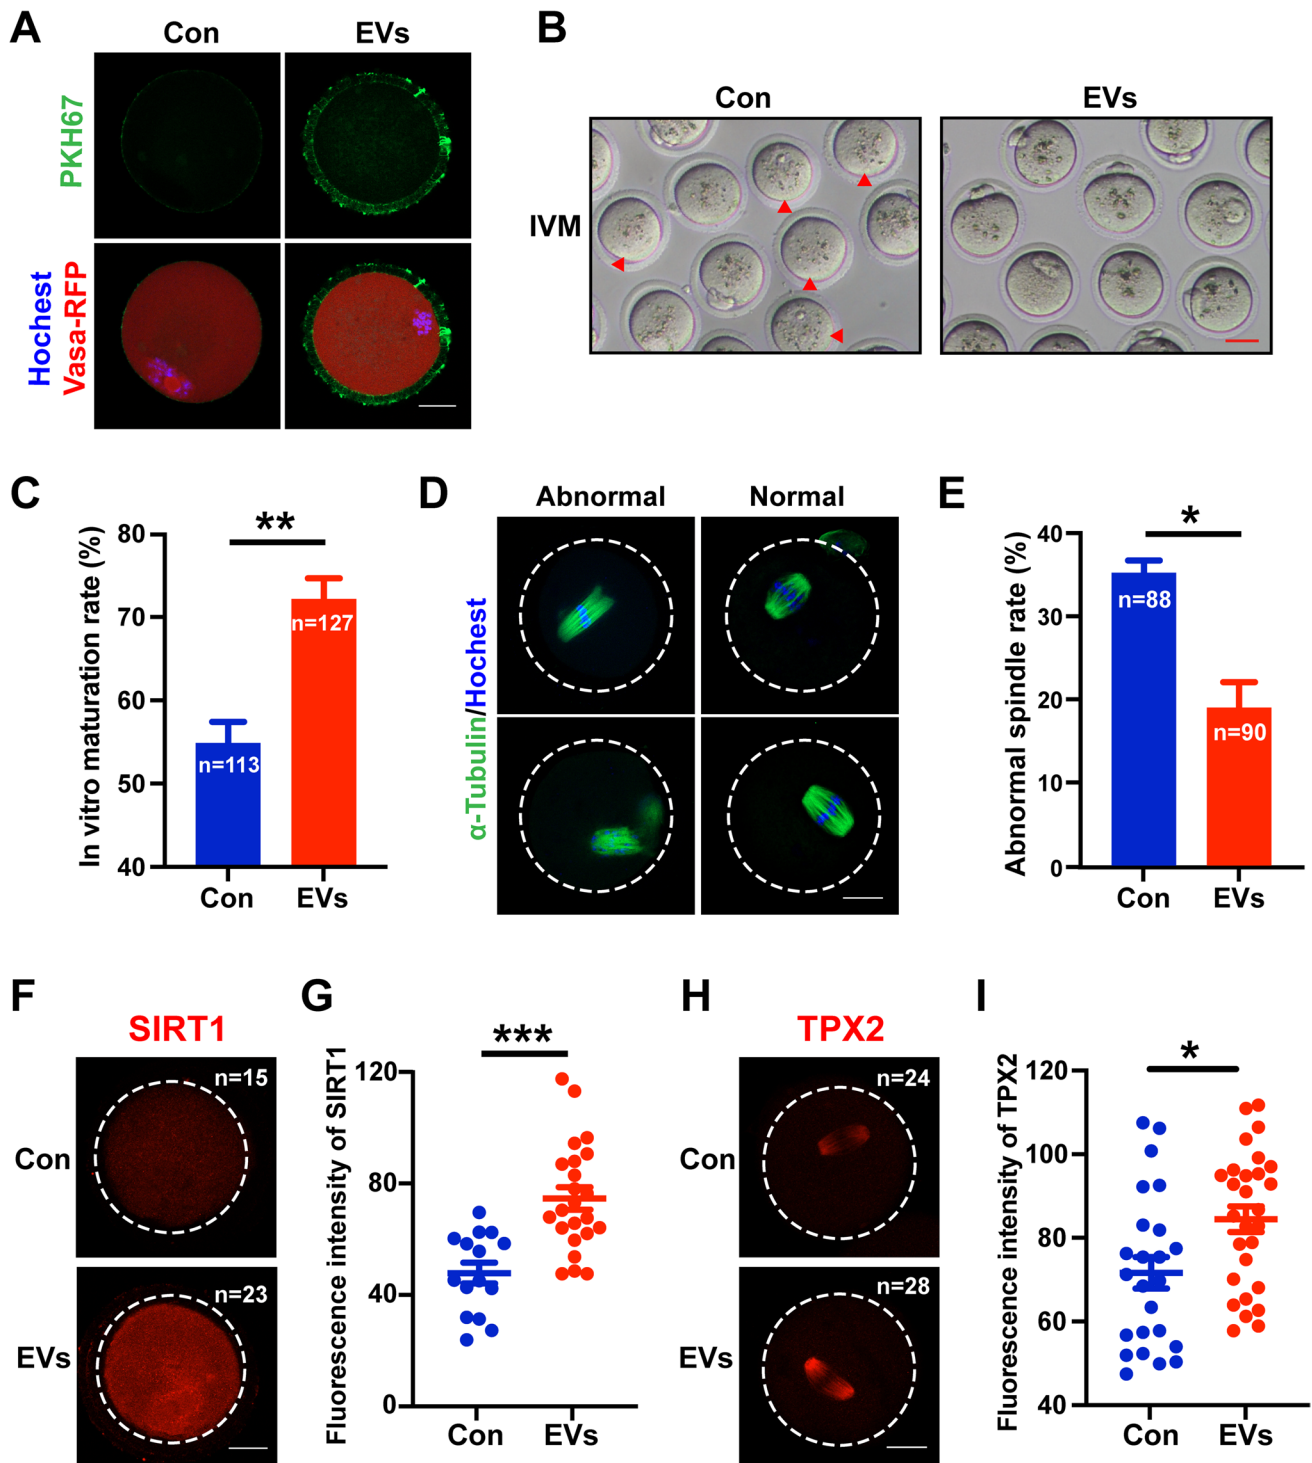 A
Con
EVs
PKH67
Hochest
Vasa-RFP
B
Con
EVs
IVM
C
In vitro maturation rate (%)
80
70
60
50
40
**
n=113
n=127
Con
EVs
D
Abnormal
Normal
α-Tubulin/Hochest
E
Abnormal spindle rate (%)
40
30
20
10
0
*
n=88
n=90
Con
EVs
F
SIRT1
Con
n=15
EVs
n=23
G
Fluorescence intensity of SIRT1
120
80
40
0
***
Con
EVs
H
TPX2
Con
n=24
EVs
n=28
I
Fluorescence intensity of TPX2
120
100
80
60
40
*
Con
EVs